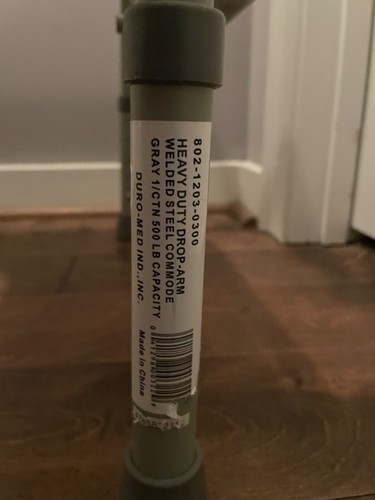 802-1203-0300
HEAVY DUTY DROP-ARM
WELDED STEEL COMMODE
GRAY 1/CTN 500 LB CAPACITY
DURO-MED IND., INC.
Made in China